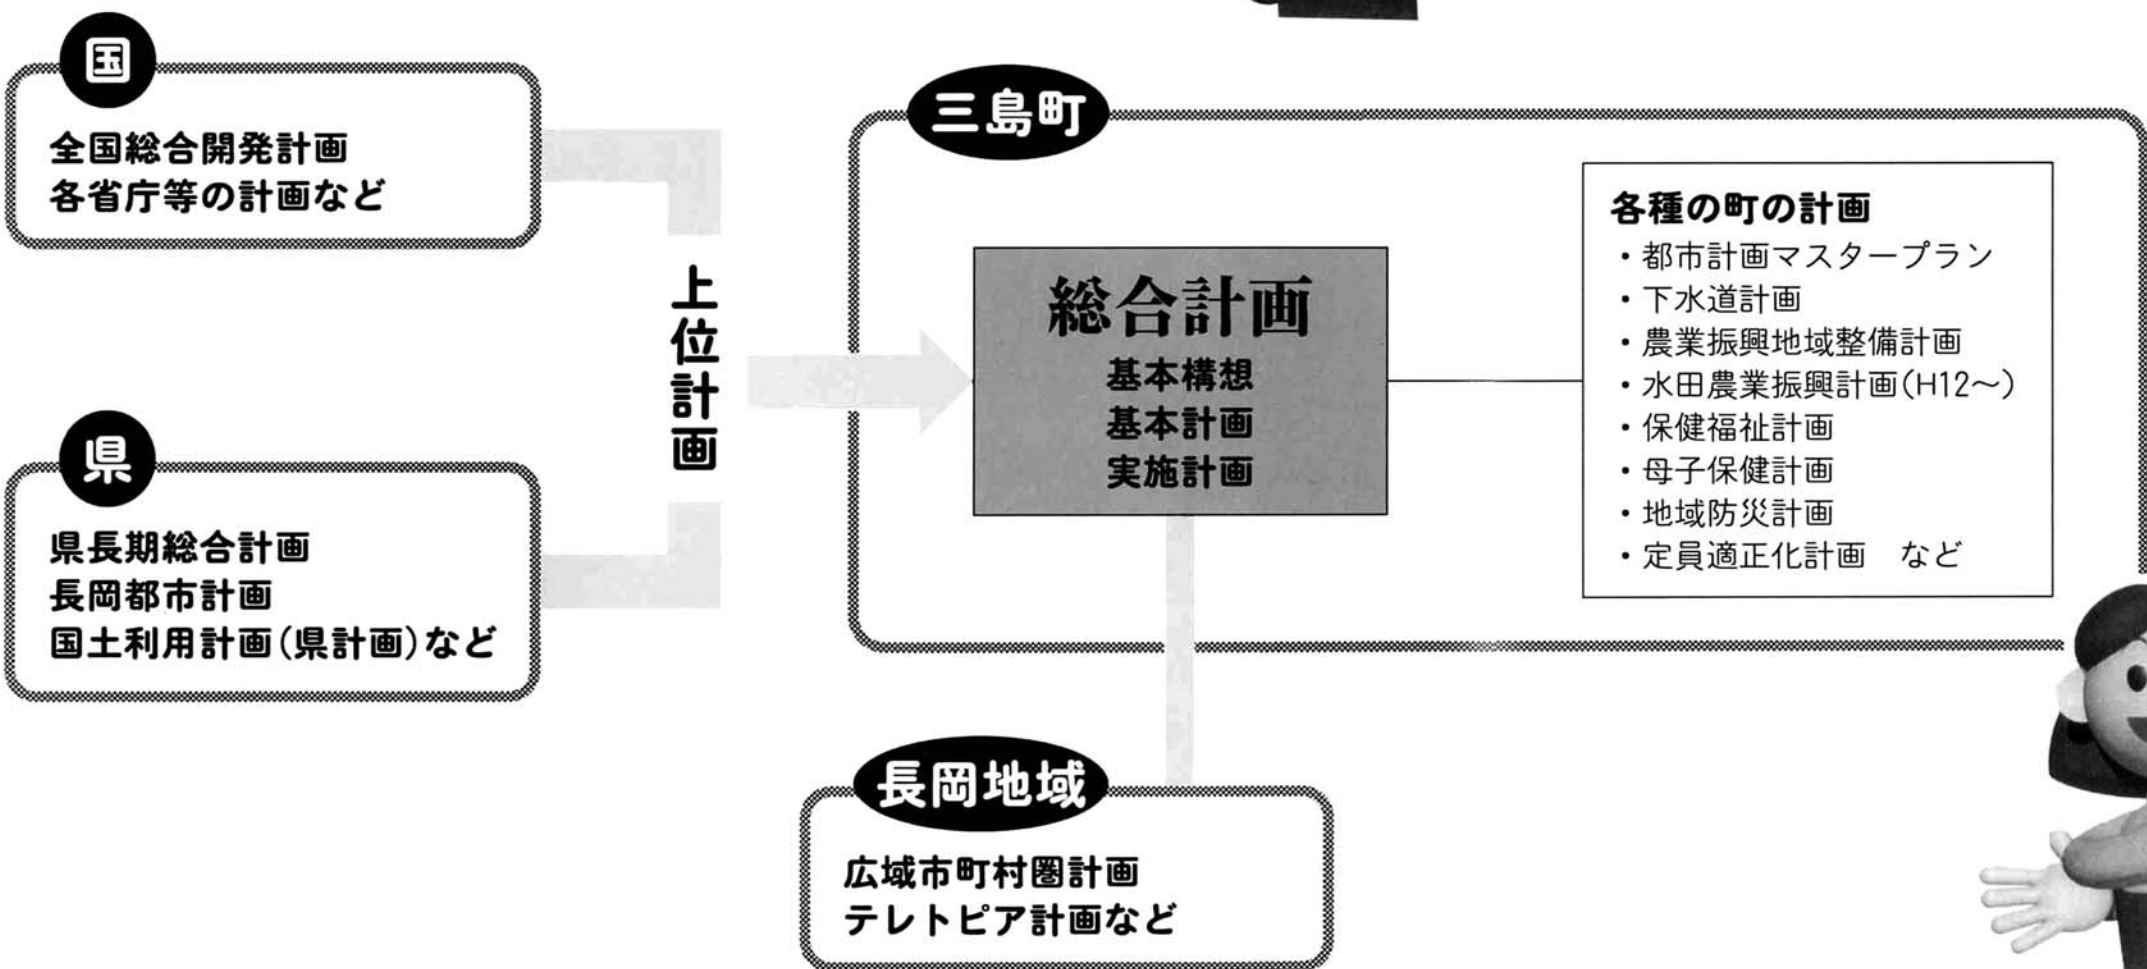 国
全国総合開発計画
各省庁等の計画など
県
県長期総合計画
長岡都市計画
国土利用計画(県計画)など
上位計画
三島町
総合計画
基本構想
基本計画
実施計画
各種の町の計画
・都市計画マスタープラン
・下水道計画
・農業振興地域整備計画
・水田農業振興計画(H12～)
・保健福祉計画
・母子保健計画
・地域防災計画
・定員適正化計画　など
長岡地域
広域市町村圏計画
テレトピア計画など